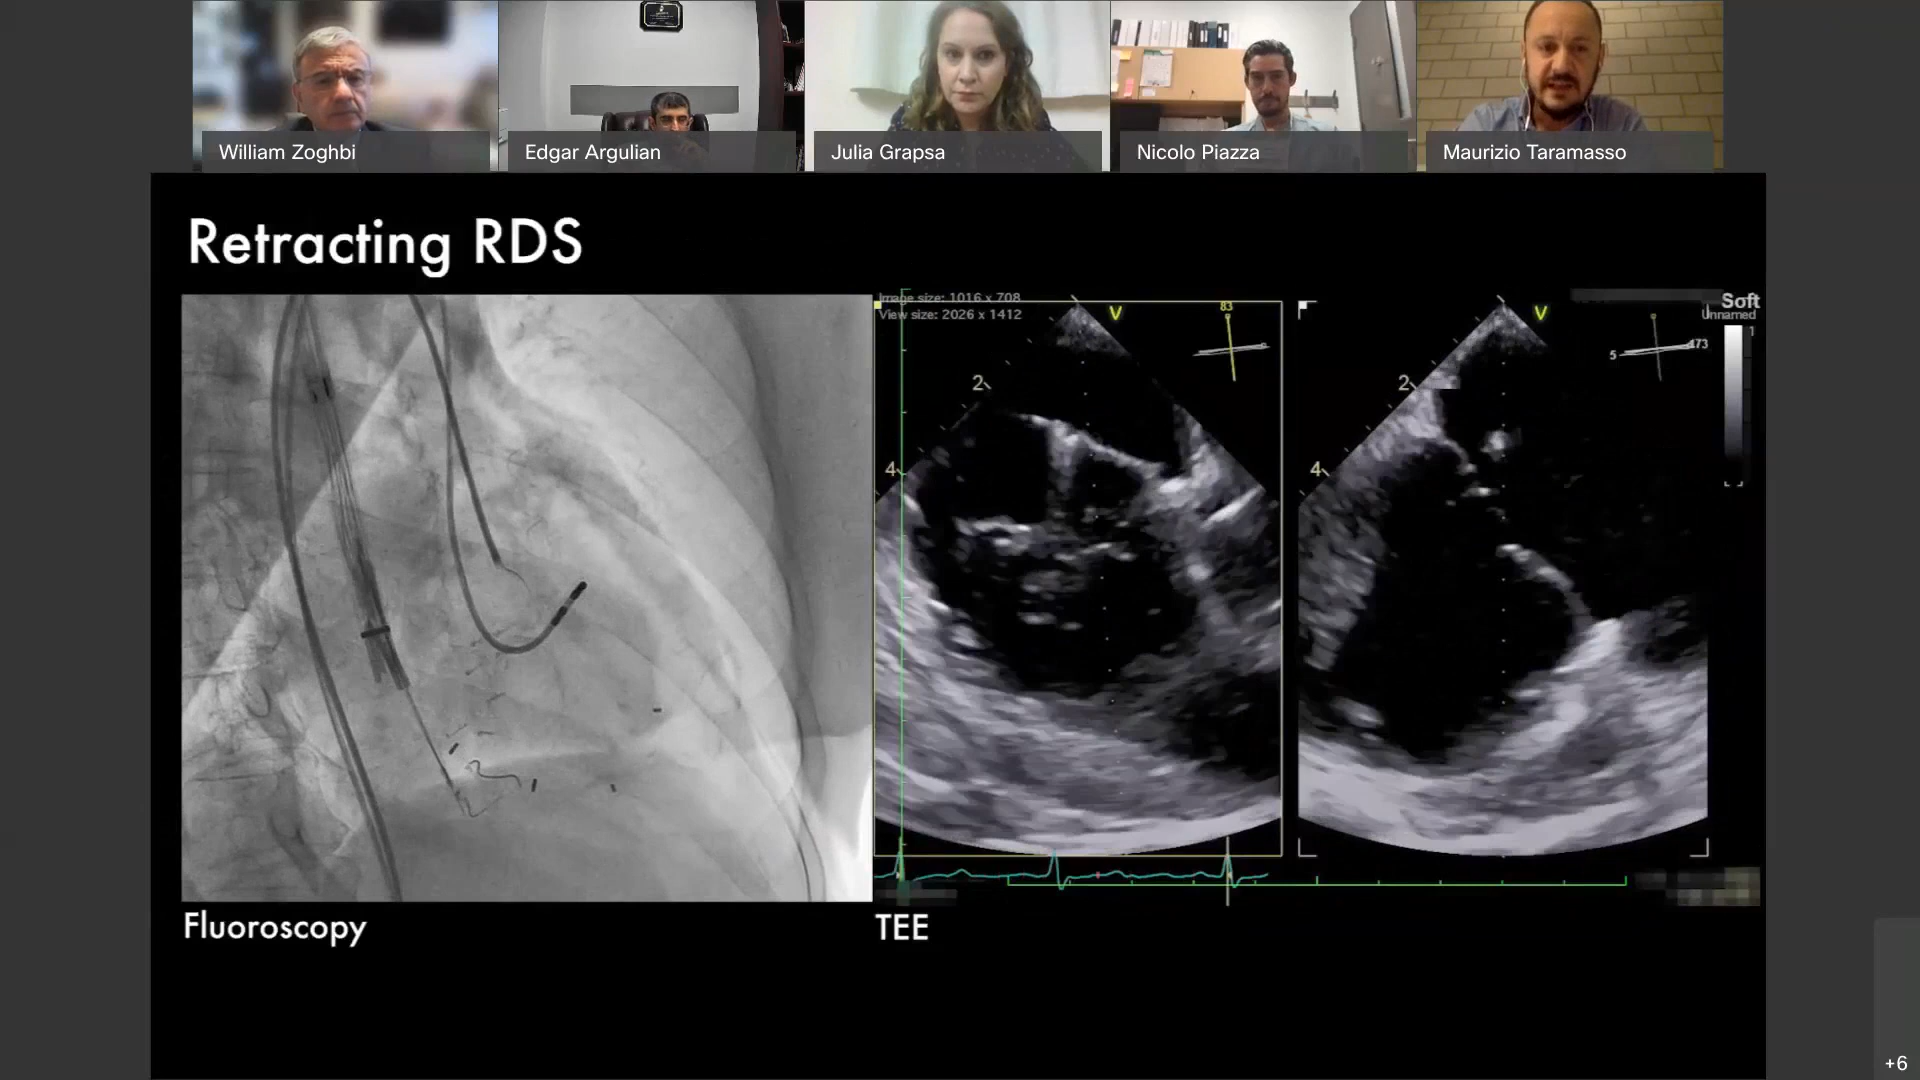 William Zoghbi
Edgar Argulian
Julia Grapsa
Nicolo Piazza
Maurizio Taramasso
Retracting RDS
Image size: 1016 x 708
View size: 2026 x 1412
V
83
2
4
V
5
173
2
4
Soft
Unnamed
1
Fluoroscopy
TEE
+6